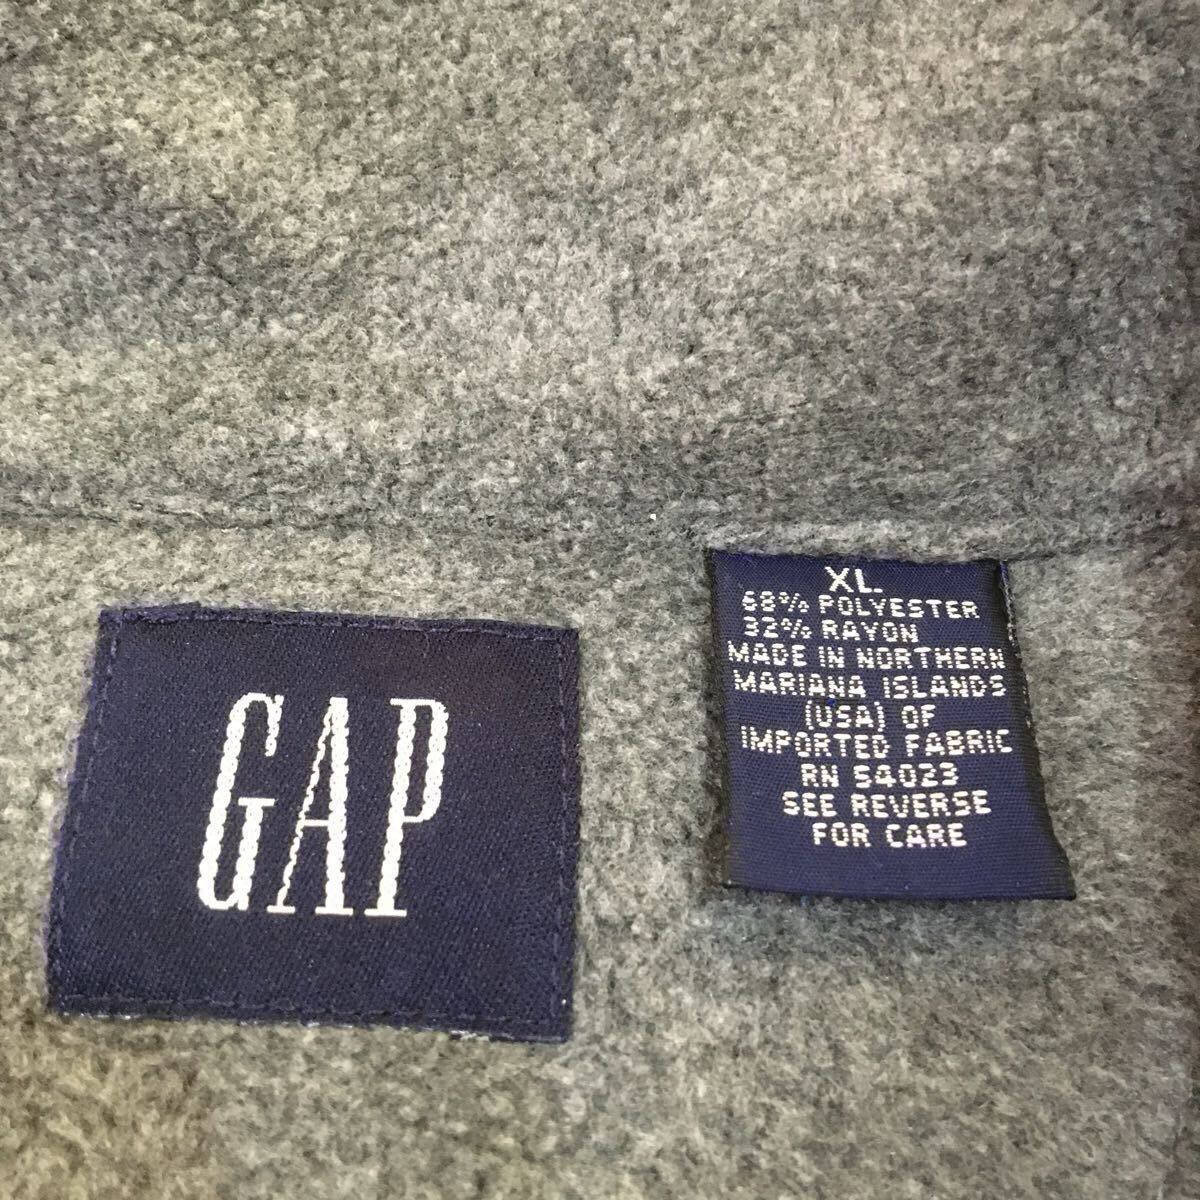 GAP
XL
68% POLYESTER
32% RAYON
MADE IN NORTHERN
MARIANA ISLANDS
(USA) OF
IMPORTED FABRIC
RN 54023
SEE REVERSE
FOR CARE